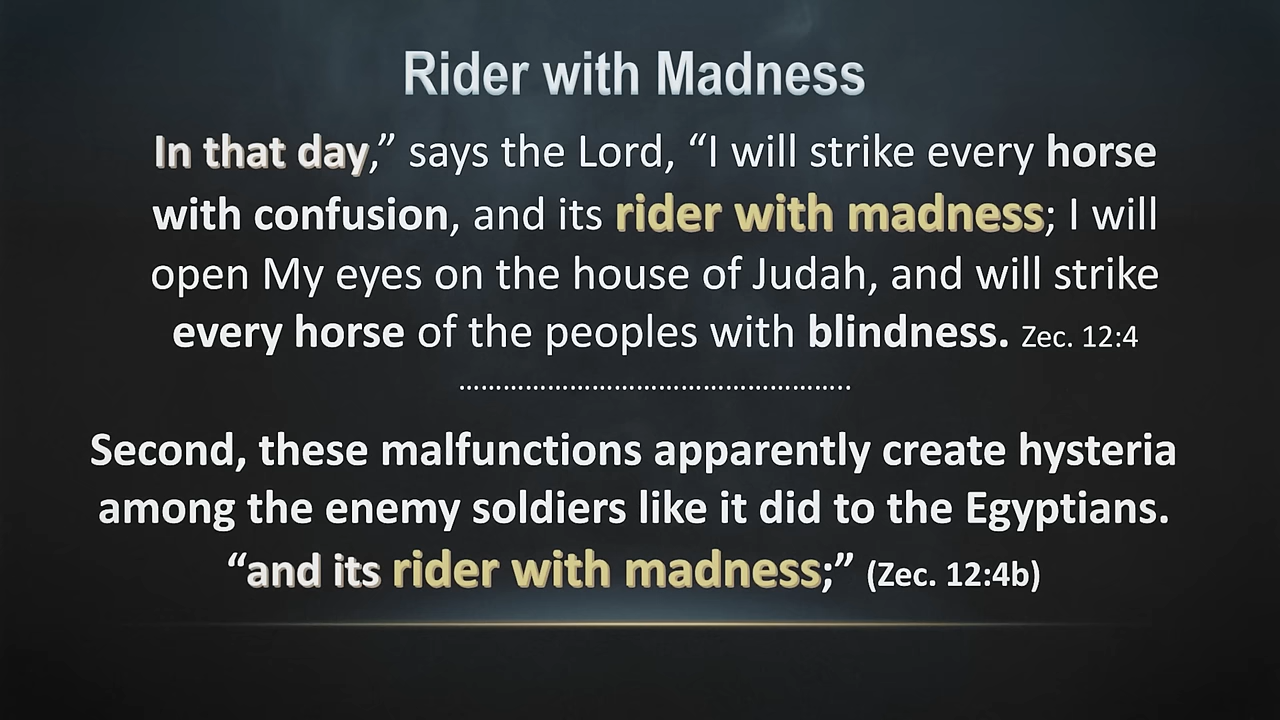 Rider with Madness
In that day,” says the Lord, “I will strike every horse
with confusion, and its rider with madness; I will
open My eyes on the house of Judah, and will strike
every horse of the peoples with blindness. Zec. 12:4
……………………………………………..
Second, these malfunctions apparently create hysteria
among the enemy soldiers like it did to the Egyptians.
“and its rider with madness;” (Zec. 12:4b)